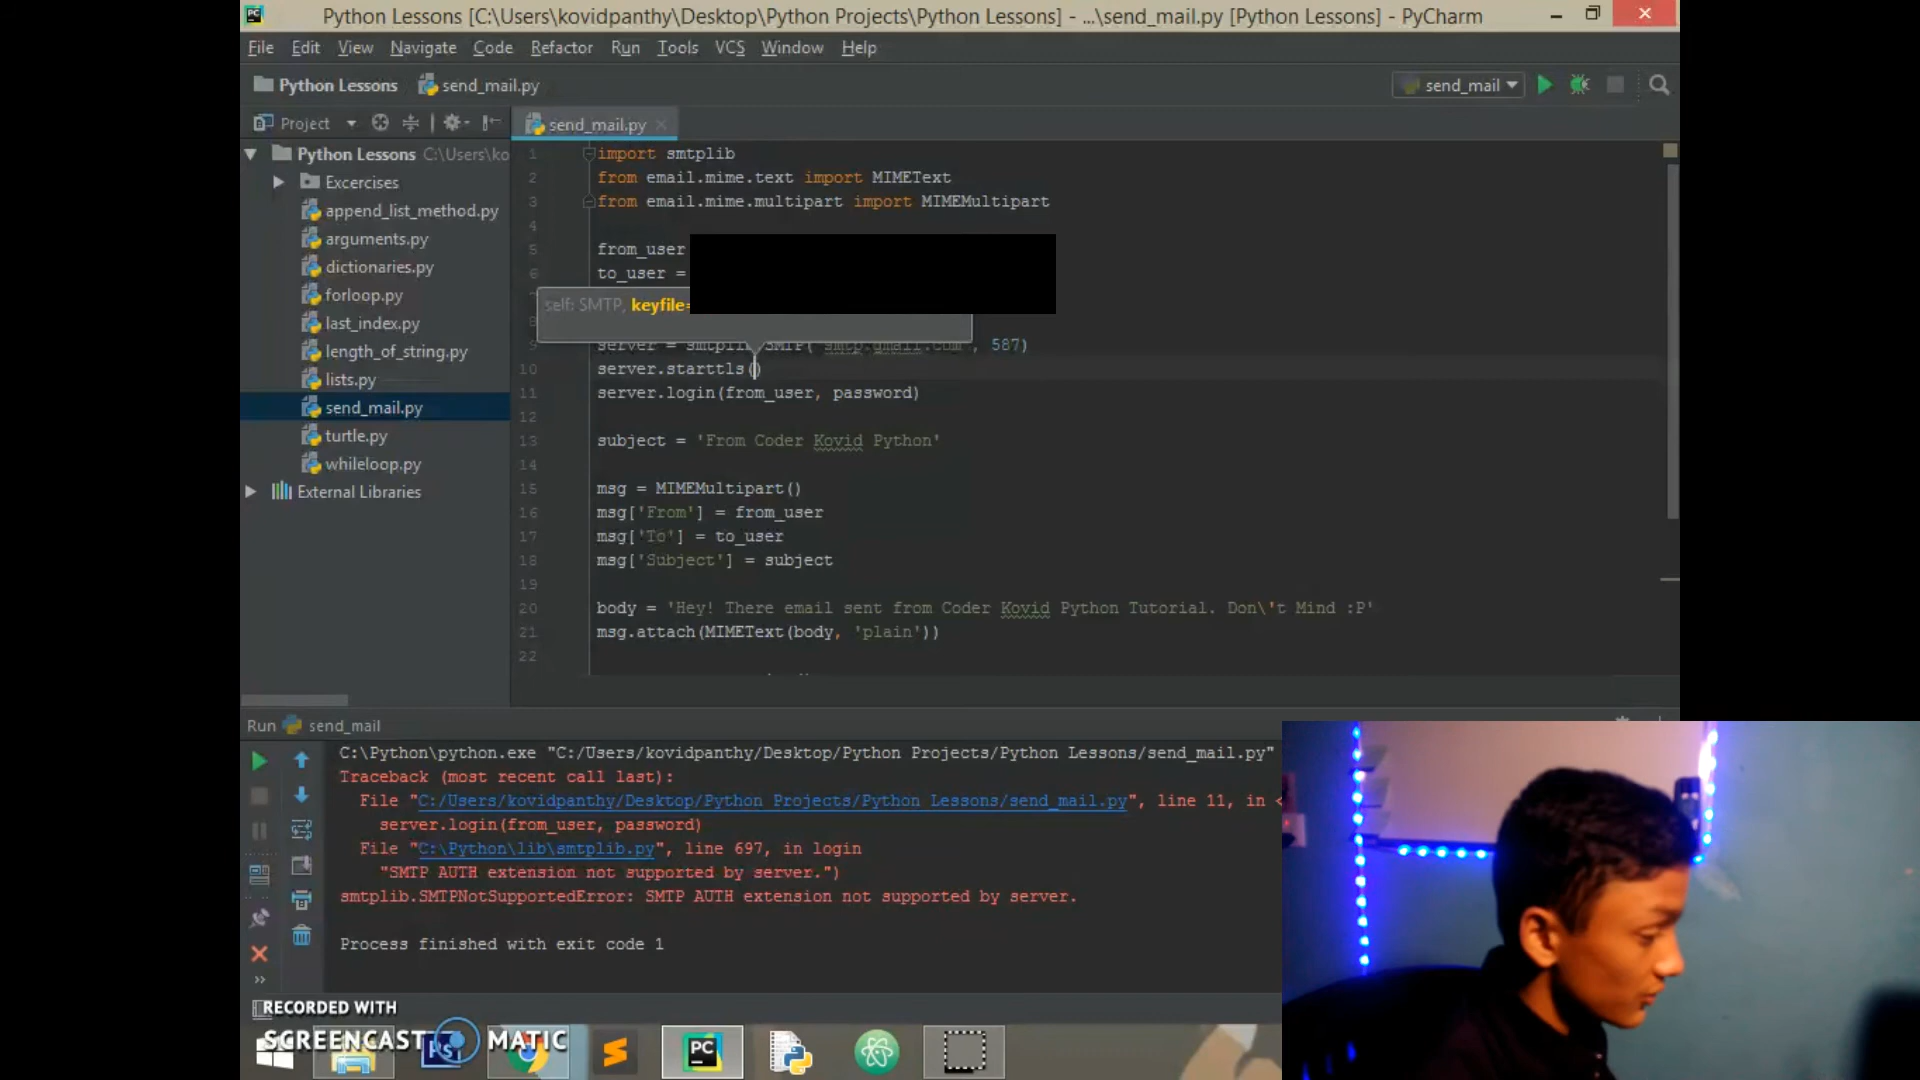 Python Lessons [C:\Users\kovidpanthy\Desktop\Python Projects\Python Lessons] - ...\send_mail.py [Python Lessons] - PyCharm
File Edit View Navigate Code Refactor Run Tools VCS Window Help
Python Lessons send_mail.py
send_mail
Project
send_mail.py
Python Lessons C:\Users\ko
Excercises
append_list_method.py
arguments.py
dictionaries.py
forloop.py
last_index.py
length_of_string.py
lists.py
send_mail.py
turtle.py
whileloop.py
External Libraries
1 import smtplib
2 from email.mime.text import MIMEText
3 from email.mime.multipart import MIMEMultipart
4
5 from_user
6 to_user =
self: SMTP, keyfile=
8
9 server = smtplib.SMTP('smtp.gmail.com', 587)
10 server.starttls()
11 server.login(from_user, password)
12
13 subject = 'From Coder Kovid Python'
14
15 msg = MIMEMultipart()
16 msg['From'] = from_user
17 msg['To'] = to_user
18 msg['Subject'] = subject
19
20 body = 'Hey! There email sent from Coder Kovid Python Tutorial. Don\'t Mind :P'
21 msg.attach(MIMEText(body, 'plain'))
22
Run send_mail
C:\Python\python.exe "C:/Users/kovidpanthy/Desktop/Python Projects/Python Lessons/send_mail.py"
Traceback (most recent call last):
File "C:/Users/kovidpanthy/Desktop/Python Projects/Python Lessons/send_mail.py", line 11, in <
server.login(from_user, password)
File "C:\Python\lib\smtplib.py", line 697, in login
"SMTP AUTH extension not supported by server.")
smtplib.SMTPNotSupportedError: SMTP AUTH extension not supported by server.
Process finished with exit code 1
RECORDED WITH
SCREENCAST MATIC
PC